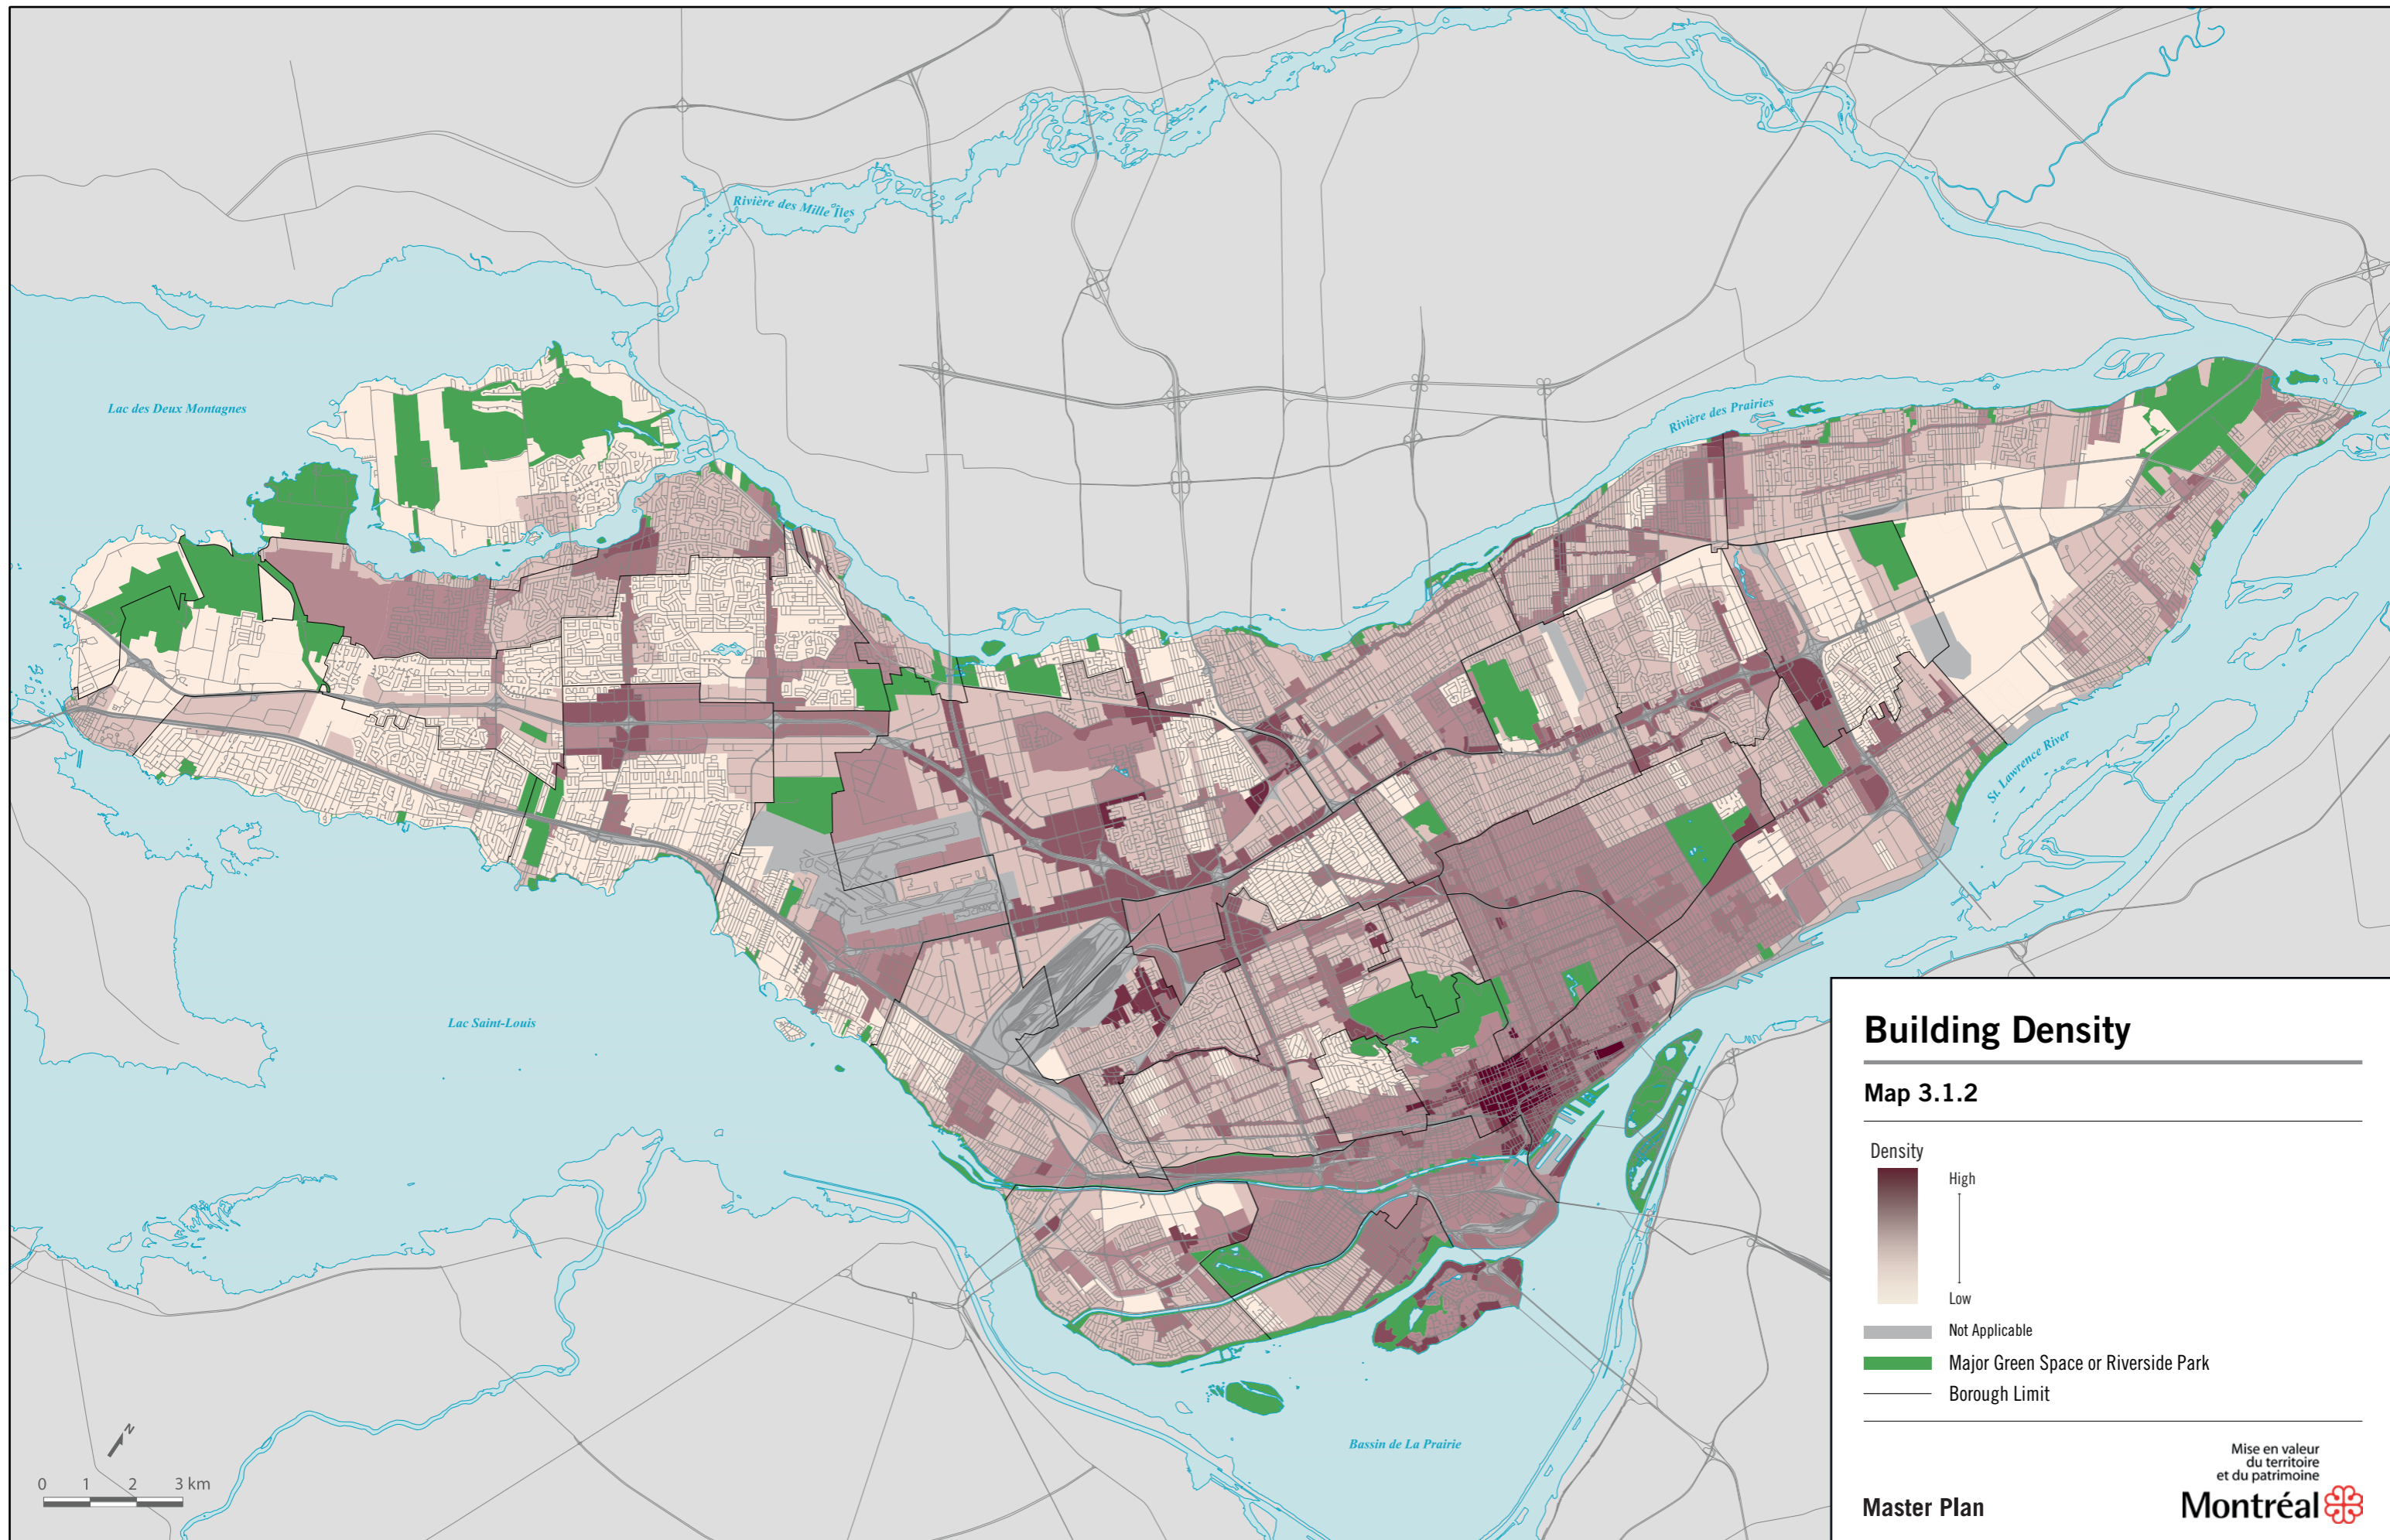 Rivière des Mille Îles
Lac des Deux Montagnes
Rivière des Prairies
St. Lawrence River
Lac Saint-Louis
Bassin de La Prairie
N
0 1 2 3 km
Building Density
Map 3.1.2
Density
High
Low
Not Applicable
Major Green Space or Riverside Park
Borough Limit
Mise en valeur
du territoire
et du patrimoine
Master Plan
Montréal